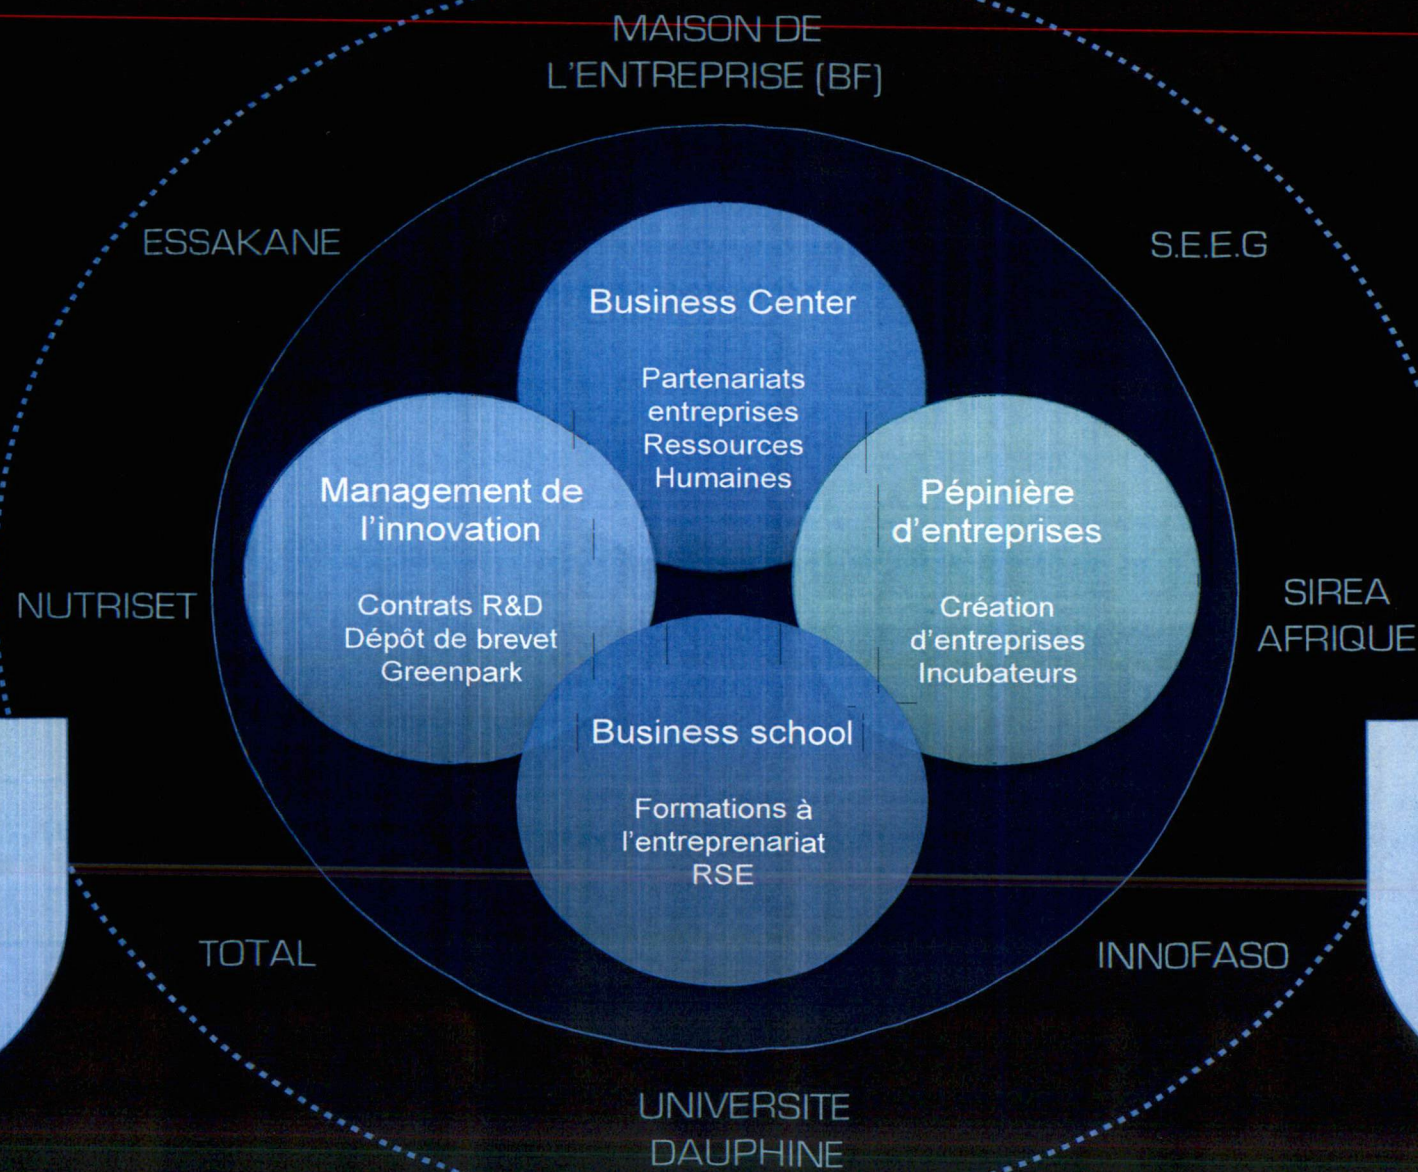 MAISON DE
L'ENTREPRISE (BF)
ESSAKANE
S.E.E.G
Business Center
Partenariats
entreprises
Ressources
Humaines
Management de
l'innovation
Contrats R&D
Dépôt de brevet
Greenpark
Pépinière
d'entreprises
Création
d'entreprises
Incubateurs
NUTRISET
SIREA
AFRIQUE
Business school
Formations à
l'entreprenariat
RSE
TOTAL
INNOFASO
UNIVERSITE
DAUPHINE